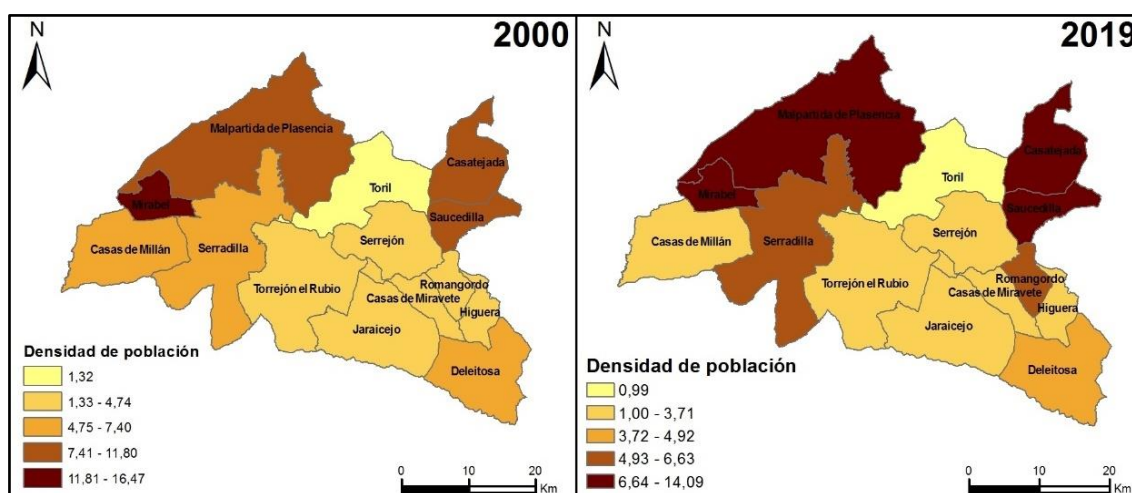 N
2000
Malpartida de Plasencia
Casatejada
Toril
Mirabel
Saucedilla
Casas de Millán
Serradilla
Serrejón
Romangordo
Torrejón el Rubio
Casas de Miravete
Higuera
Jaraicejo
Deleitosa
Densidad de población
1,32
1,33 - 4,74
4,75 - 7,40
7,41 - 11,80
11,81 - 16,47
0 10 20
Km
N
2019
Malpartida de Plasencia
Casatejada
Toril
Mirabel
Saucedilla
Casas de Millán
Serradilla
Serrejón
Romangordo
Torrejón el Rubio
Casas de Miravete
Higuera
Jaraicejo
Deleitosa
Densidad de población
0,99
1,00 - 3,71
3,72 - 4,92
4,93 - 6,63
6,64 - 14,09
0 10 20
Km